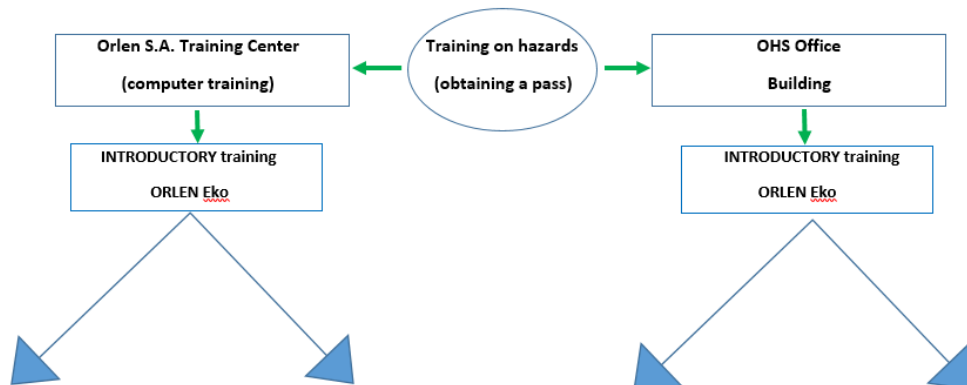 Orlen S.A. Training Center
(computer training)
Training on hazards
(obtaining a pass)
OHS Office
Building
INTRODUCTORY training
ORLEN Eko
INTRODUCTORY training
ORLEN Eko